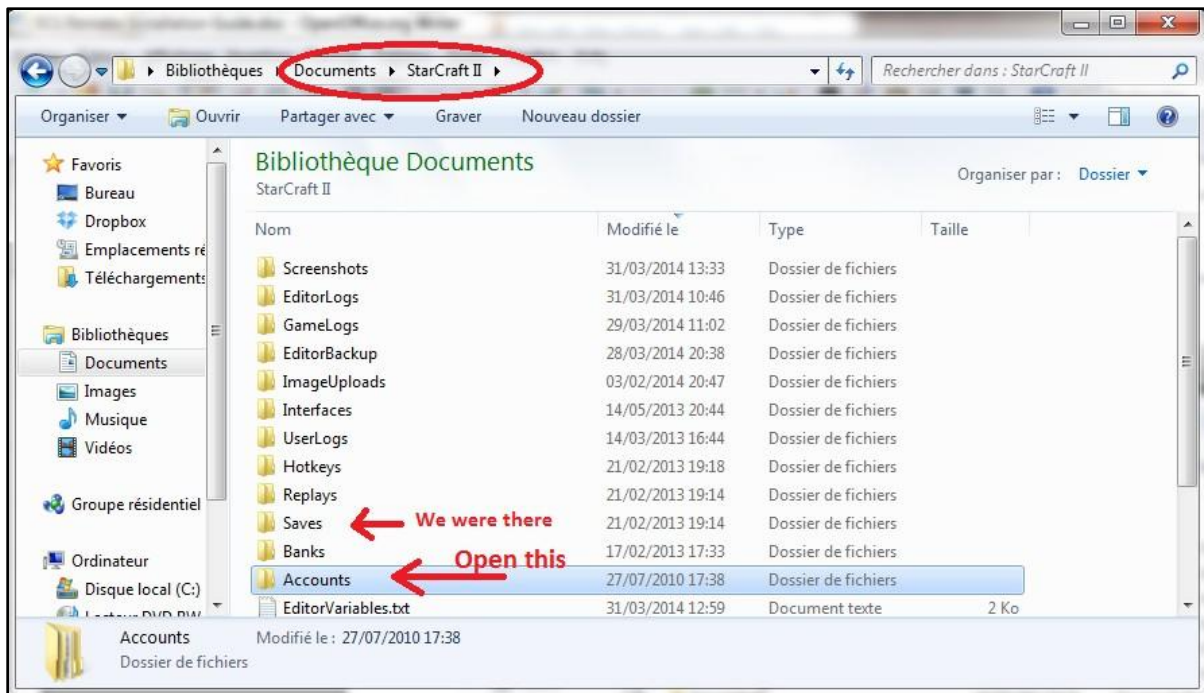 Bibliothèques Documents StarCraft II
Rechercher dans : StarCraft II
Organiser Ouvrir Partager avec Graver Nouveau dossier
Favoris
Bureau
Dropbox
Emplacements ré
Téléchargements
Bibliothèques
Documents
Images
Musique
Vidéos
Groupe résidentiel
Ordinateur
Disque local (C:)
Bibliothèque Documents
StarCraft II
Organiser par : Dossier
Nom Modifié le Type Taille
Screenshots 31/03/2014 13:33 Dossier de fichiers
EditorLogs 31/03/2014 10:46 Dossier de fichiers
GameLogs 29/03/2014 11:02 Dossier de fichiers
EditorBackup 28/03/2014 20:38 Dossier de fichiers
ImageUploads 03/02/2014 20:47 Dossier de fichiers
Interfaces 14/05/2013 20:44 Dossier de fichiers
UserLogs 14/03/2013 16:44 Dossier de fichiers
Hotkeys 21/02/2013 19:18 Dossier de fichiers
Replays 21/02/2013 19:14 Dossier de fichiers
Saves We were there 21/02/2013 19:14 Dossier de fichiers
Banks 17/02/2013 17:33 Dossier de fichiers
Open this
Accounts 27/07/2010 17:38 Dossier de fichiers
EditorVariables.txt 31/03/2014 12:59 Document texte 2 Ko
Accounts Modifié le : 27/07/2010 17:38
Dossier de fichiers